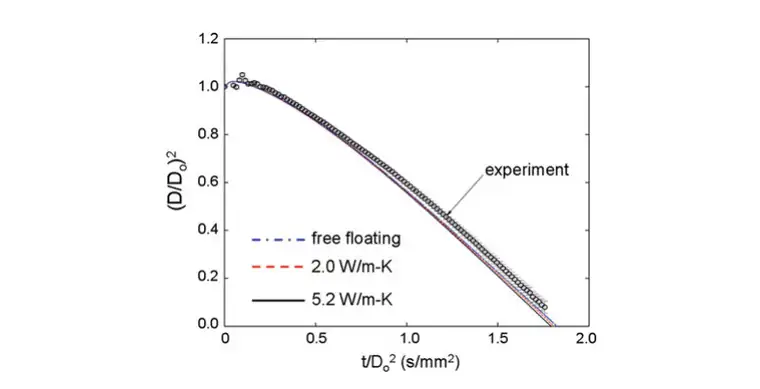 1.2
1.0
0.8
0.6
0.4
0.2
0.0
(D/Do)²
experiment
free floating
2.0 W/m-K
5.2 W/m-K
0 0.5 1.0 1.5 2.0
t/Do² (s/mm²)